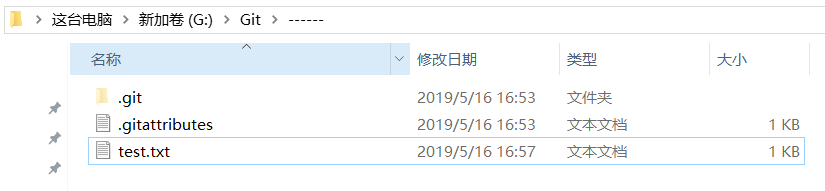 这台电脑 > 新加卷 (G:) > Git > ------
名称 修改日期 类型 大小
.git 2019/5/16 16:53 文件夹
.gitattributes 2019/5/16 16:53 文本文档 1 KB
test.txt 2019/5/16 16:57 文本文档 1 KB